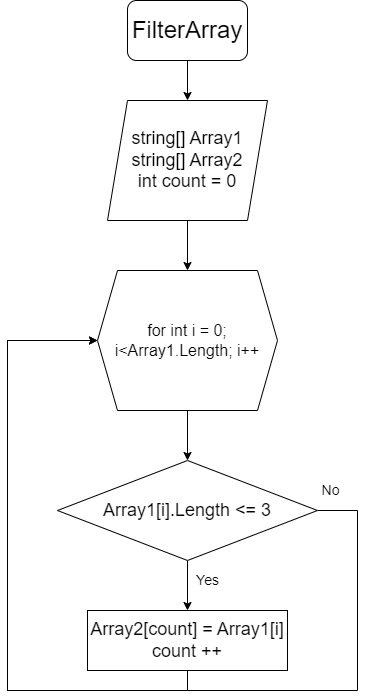 FilterArray
string[] Array1
string[] Array2
int count = 0
for int i = 0;
i<Array1.Length; i++
Array1[i].Length <= 3
No
Yes
Array2[count] = Array1[i]
count ++